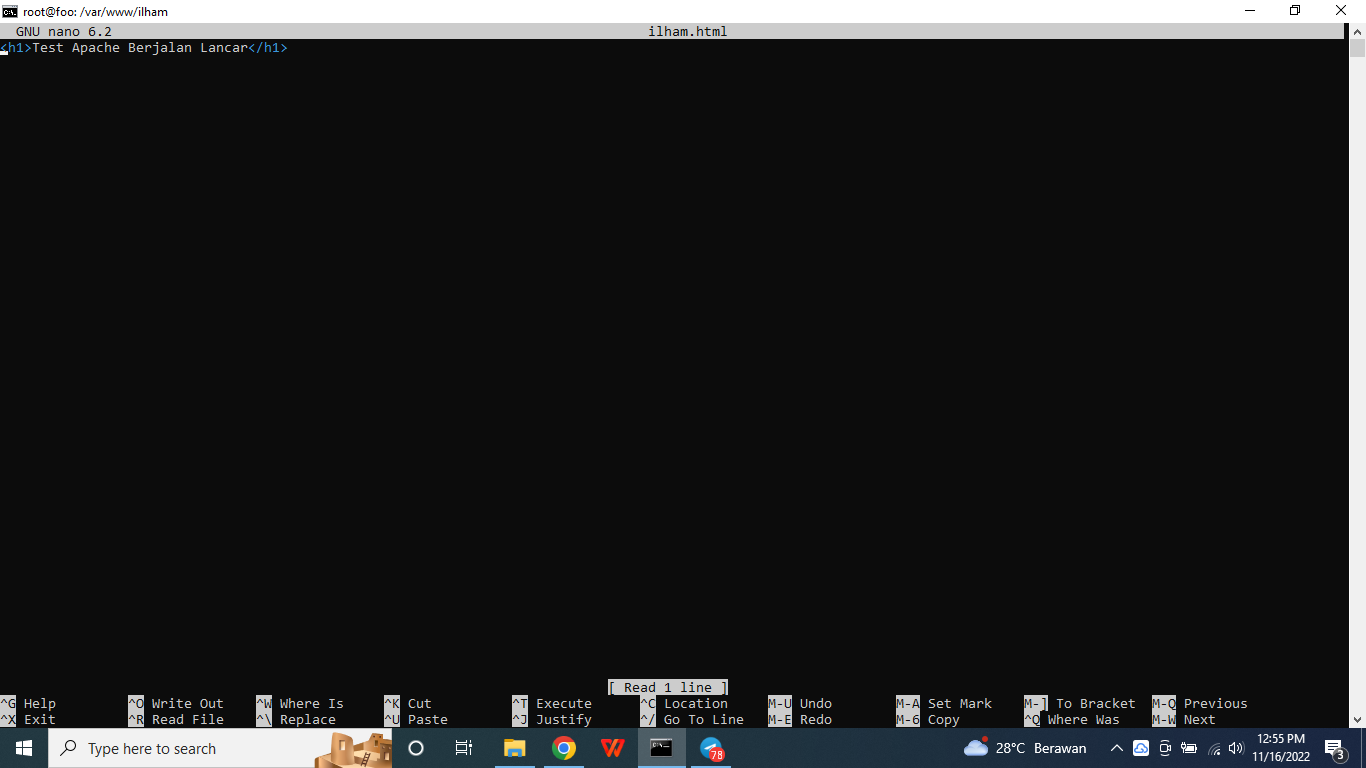 root@foo: /var/www/ilham
GNU nano 6.2 ilham.html
<h1>Test Apache Berjalan Lancar</h1>
[ Read 1 line ]
^G Help ^O Write Out ^W Where Is ^K Cut ^T Execute ^C Location M-U Undo M-A Set Mark M-] To Bracket M-Q Previous
^X Exit ^R Read File ^\ Replace ^U Paste ^J Justify ^/ Go To Line M-E Redo M-6 Copy ^Q Where Was M-W Next
Type here to search
78
28°C Berawan
12:55 PM
11/16/2022
3